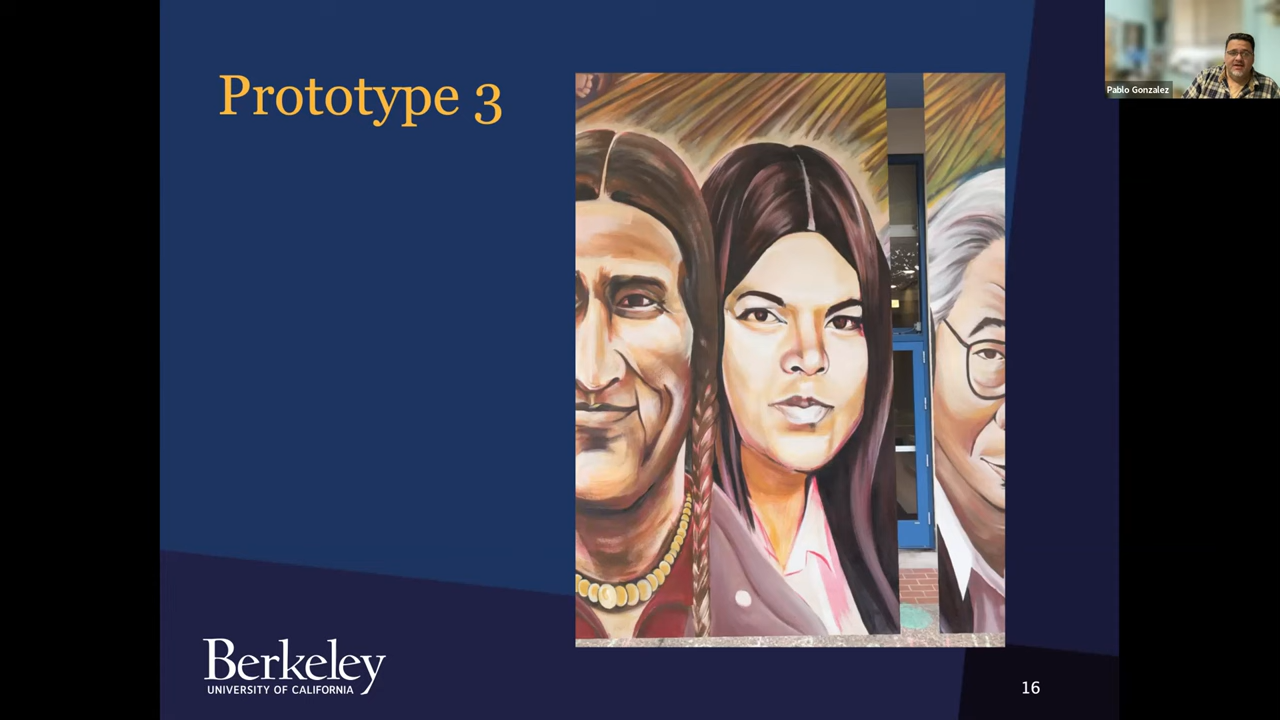 Prototype 3
Pablo Gonzalez
Berkeley
UNIVERSITY OF CALIFORNIA
16